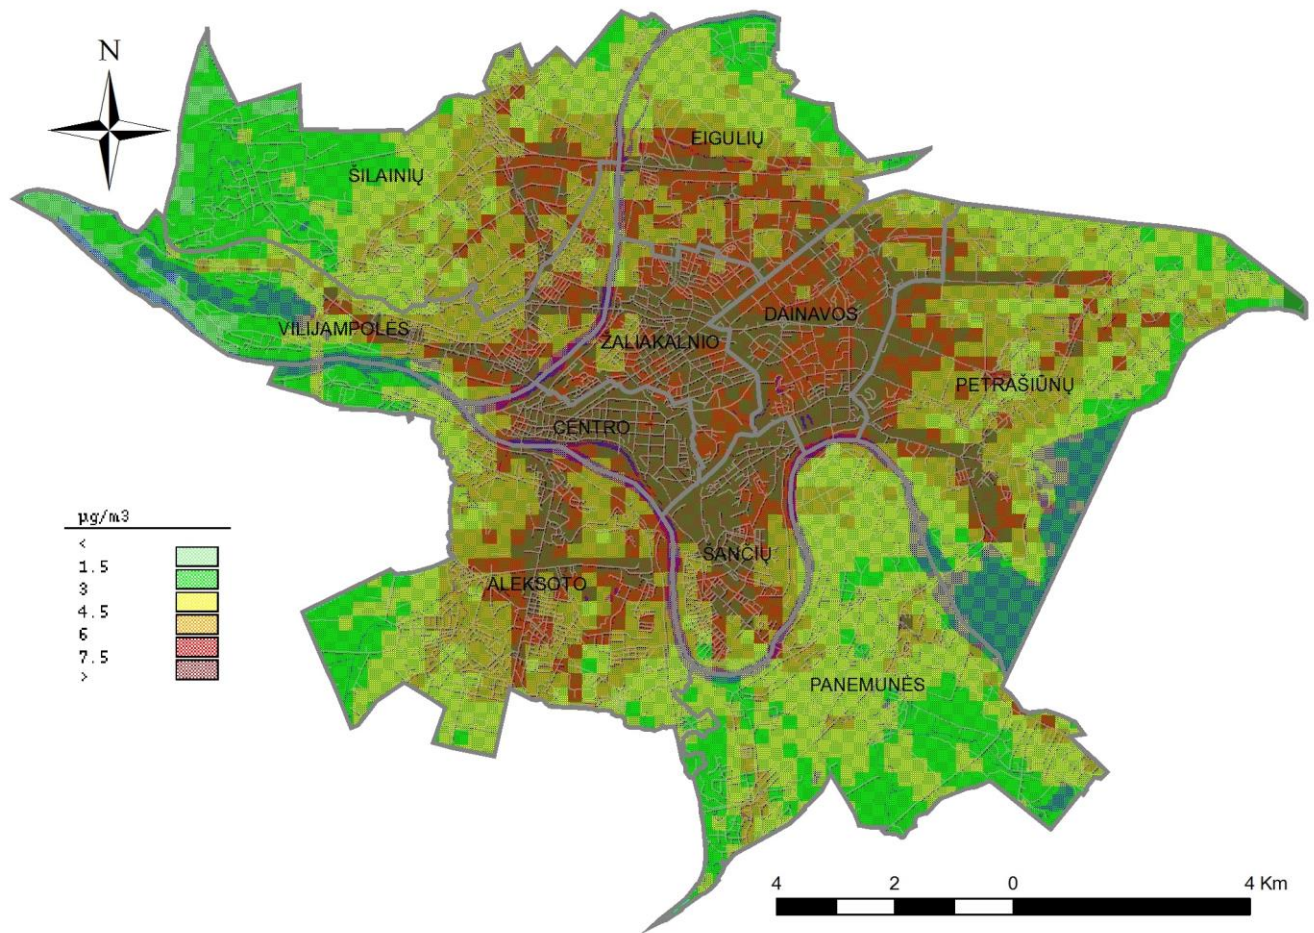 N
EIGULIŲ
ŠILAINIŲ
VILIJAMPOLĖS
DAINAVOS
ŽALIAKALNIO
PETRAŠIŪNŲ
CENTRO
µg/m3
<
1.5
3
4.5
6
7.5
>
ŠANČIŲ
ALEKSOTO
PANEMUNĖS
4 2 0 4 Km